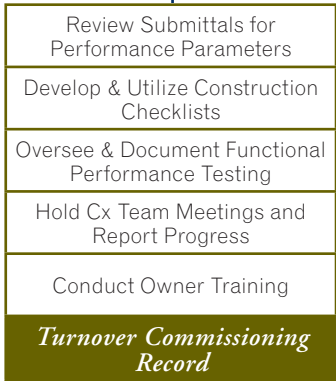 Review Submittals for
Performance Parameters
Develop & Utilize Construction
Checklists
Oversee & Document Functional
Performance Testing
Hold Cx Team Meetings and
Report Progress
Conduct Owner Training
Turnover Commissioning
Record